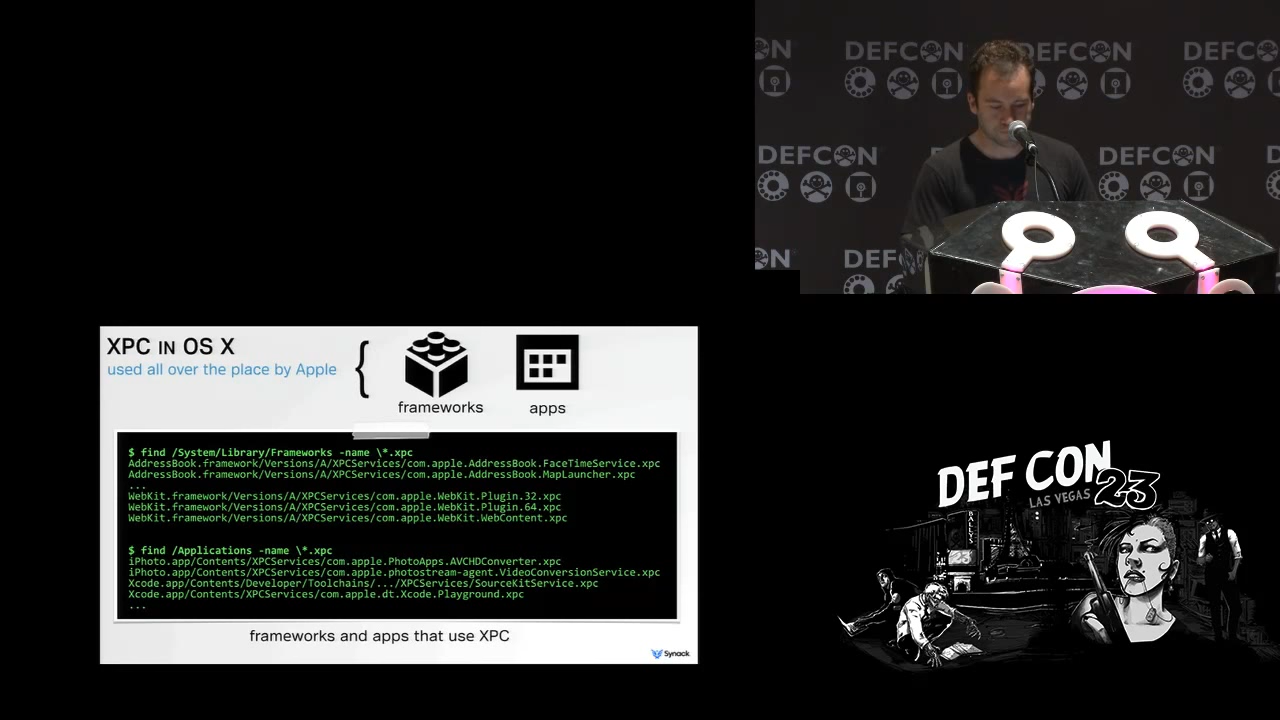 DEFCON DEFCON DEFCON
DEFCON DEFCON
XPC IN OS X
used all over the place by Apple
{
frameworks
apps
$ find /System/Library/Frameworks -name \*.xpc
AddressBook.framework/Versions/A/XPCServices/com.apple.AddressBook.FaceTimeService.xpc
AddressBook.framework/Versions/A/XPCServices/com.apple.AddressBook.MapLauncher.xpc
...
WebKit.framework/Versions/A/XPCServices/com.apple.WebKit.Plugin.32.xpc
WebKit.framework/Versions/A/XPCServices/com.apple.WebKit.Plugin.64.xpc
WebKit.framework/Versions/A/XPCServices/com.apple.WebKit.WebContent.xpc
$ find /Applications -name \*.xpc
iPhoto.app/Contents/XPCServices/com.apple.PhotoApps.AVCHDConverter.xpc
iPhoto.app/Contents/XPCServices/com.apple.photostream-agent.VideoConversionService.xpc
Xcode.app/Contents/Developer/Toolchains/.../XPCServices/SourceKitService.xpc
Xcode.app/Contents/XPCServices/com.apple.dt.Xcode.Playground.xpc
...
frameworks and apps that use XPC
Synack
DEF CON
LAS VEGAS 23
BALLYS